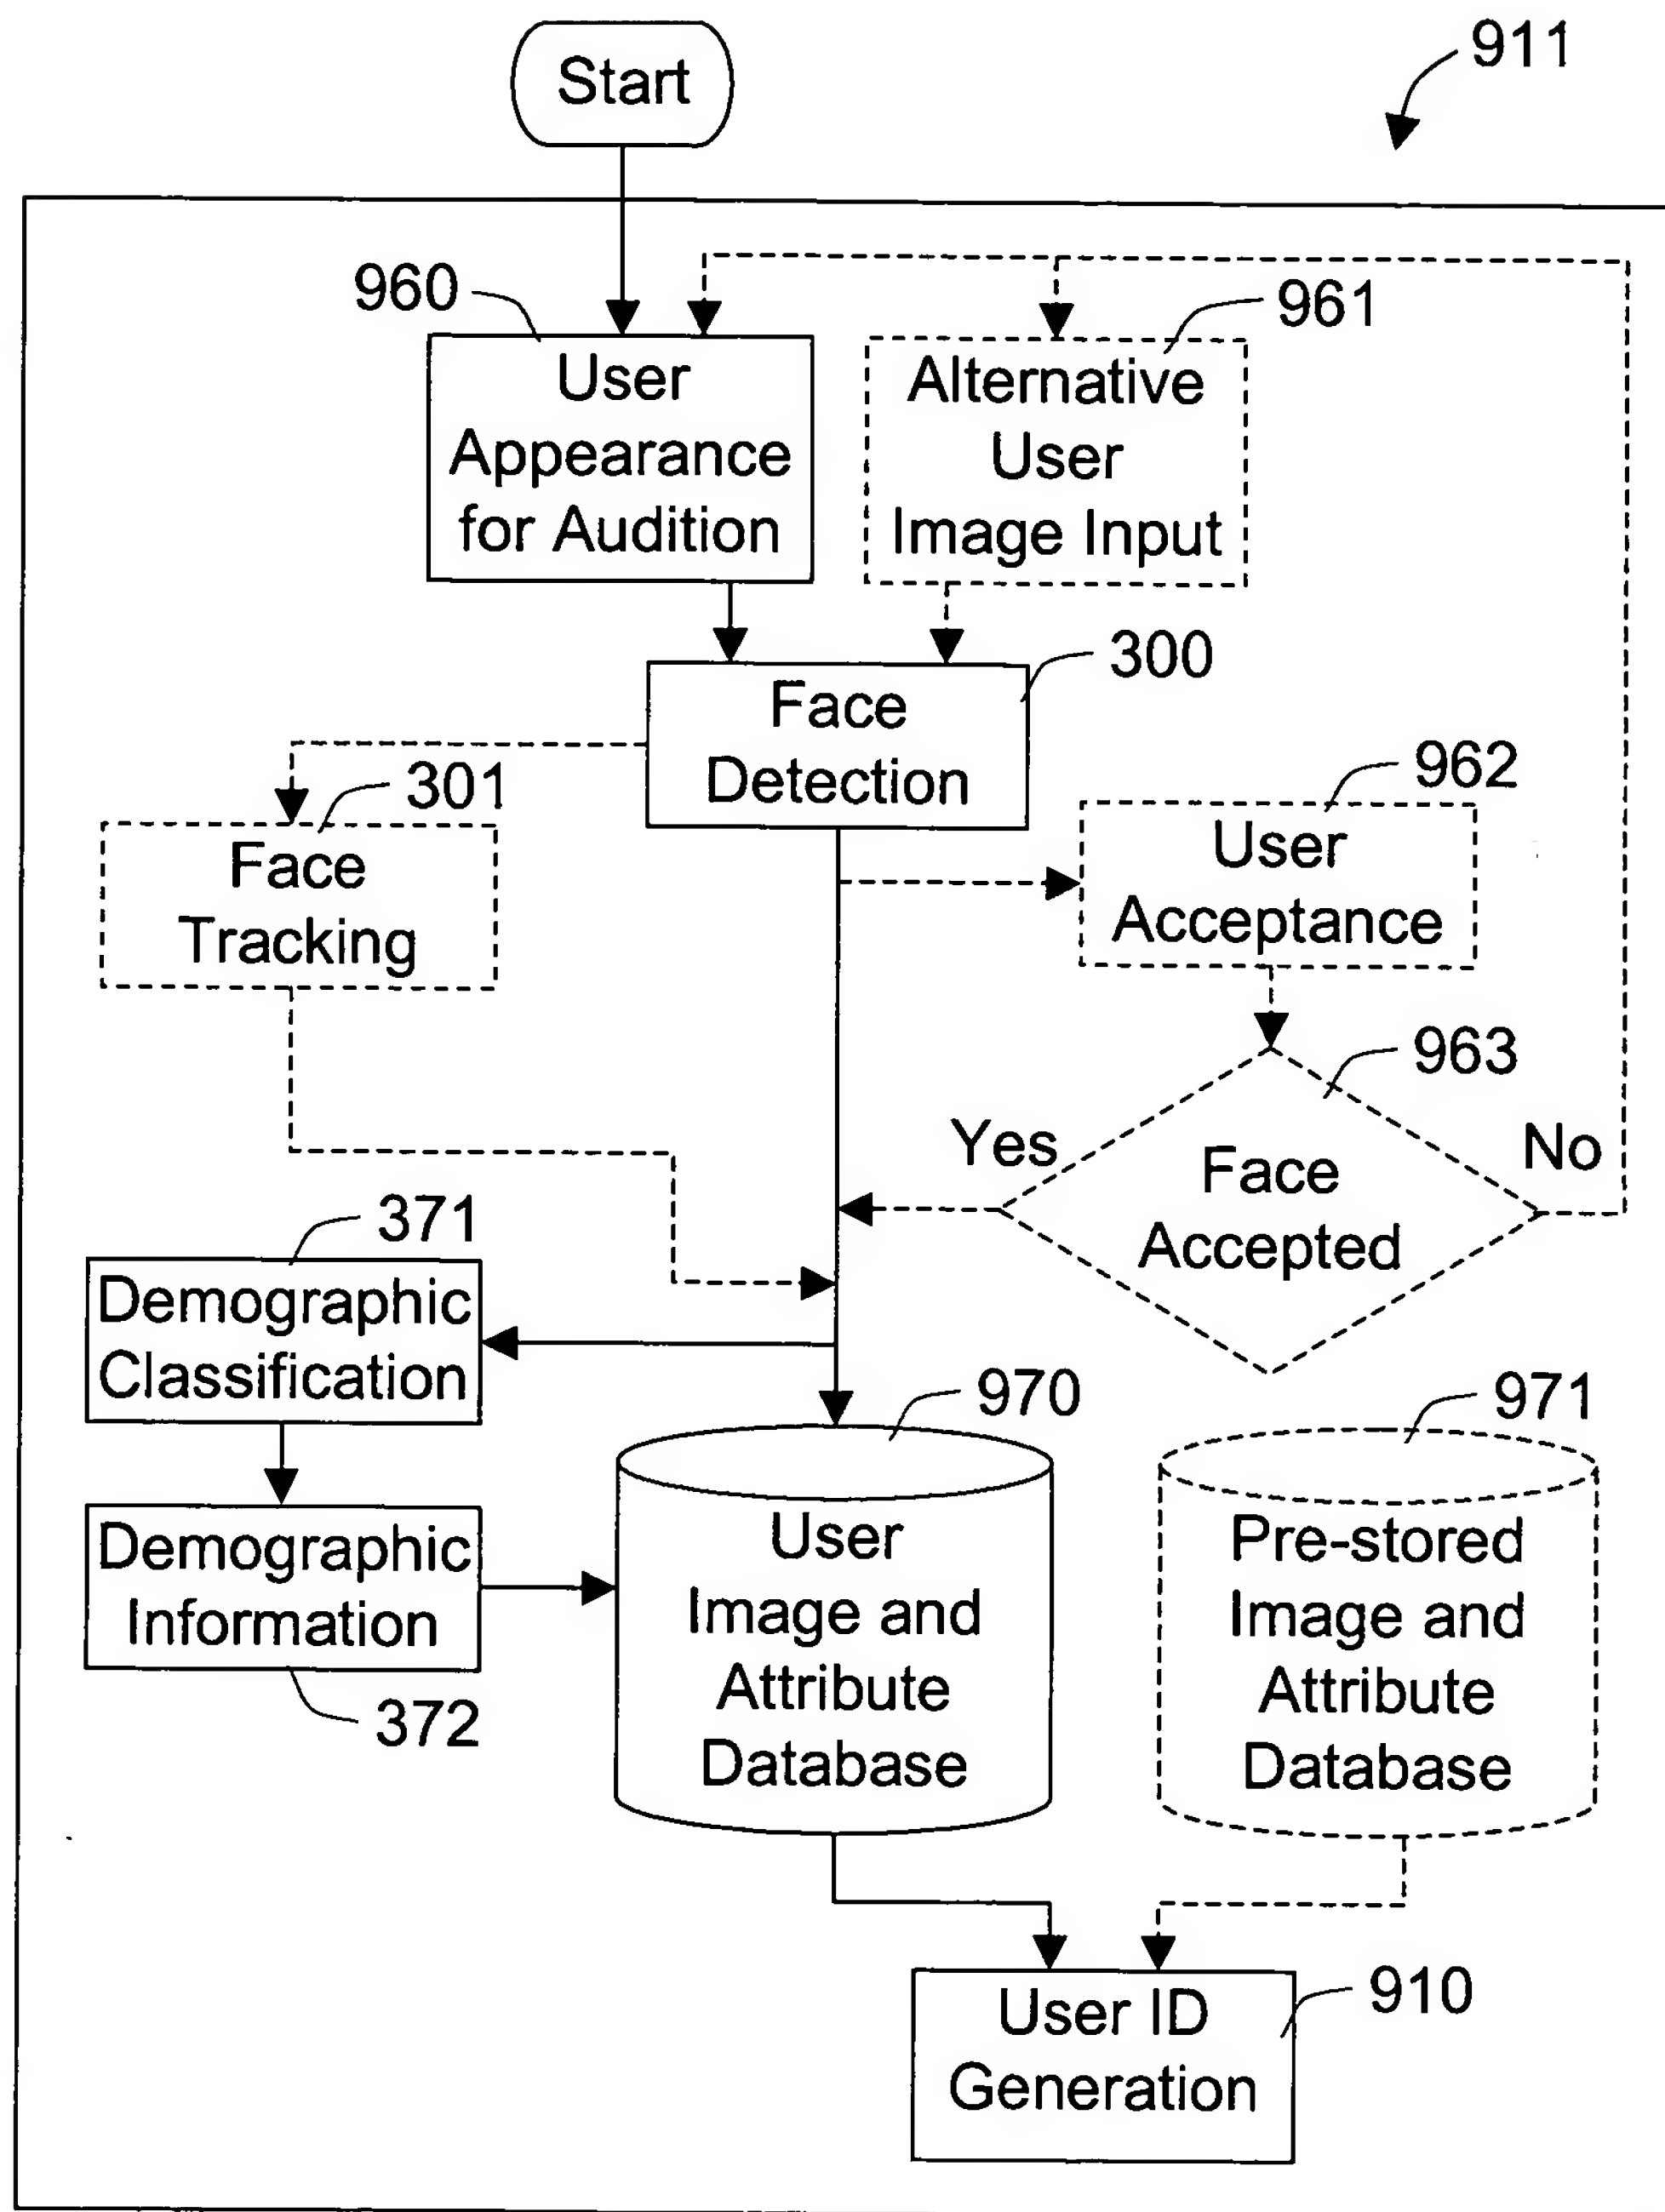 911
Start
960
961
User
Appearance
for Audition
Alternative
User
Image Input
300
Face
Detection
301
Face
Tracking
962
User
Acceptance
963
Yes
No
Face
Accepted
371
Demographic
Classification
970
971
Demographic
Information
372
User
Image and
Attribute
Database
Pre-stored
Image and
Attribute
Database
910
User ID
Generation